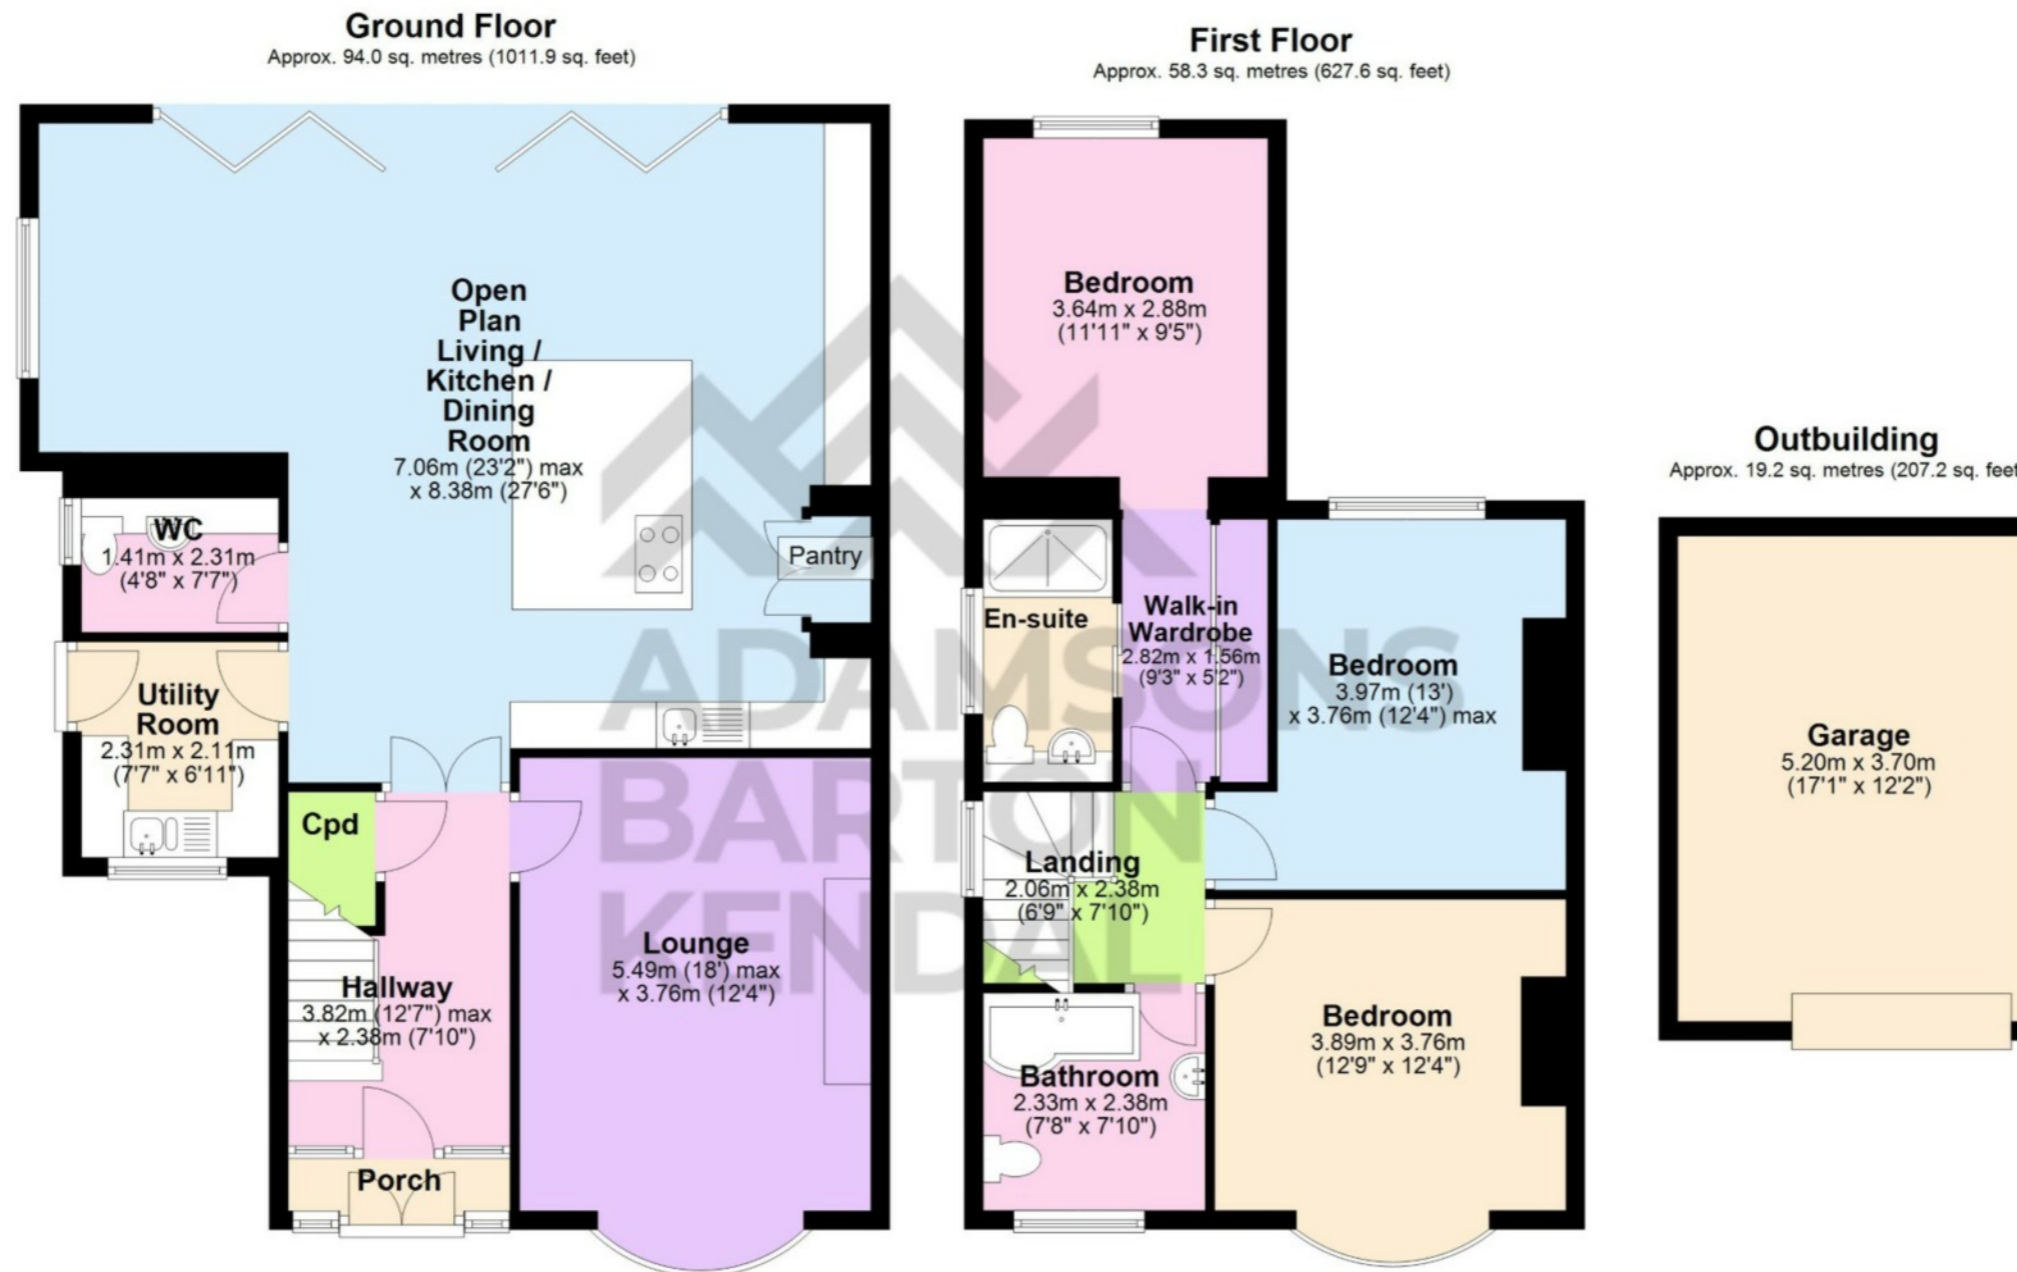 Ground Floor
Approx. 94.0 sq. metres (1011.9 sq. feet)
Open
Plan
Living /
Kitchen /
Dining
Room
7.06m (23'2") max
x 8.38m (27'6")
Pantry
WC
1.41m x 2.31m
(4'8" x 7'7")
Utility
Room
2.31m x 2.11m
(7'7" x 6'11")
Cpd
Lounge
5.49m (18') max
x 3.76m (12'4")
Hallway
3.82m (12'7") max
x 2.38m (7'10")
Porch
First Floor
Approx. 58.3 sq. metres (627.6 sq. feet)
Bedroom
3.64m x 2.88m
(11'11" x 9'5")
En-suite
Walk-in
Wardrobe
2.82m x 1.56m
(9'3" x 5'2")
Bedroom
3.97m (13')
x 3.76m (12'4") max
Landing
2.06m x 2.38m
(6'9" x 7'10")
Bedroom
3.89m x 3.76m
(12'9" x 12'4")
Bathroom
2.33m x 2.38m
(7'8" x 7'10")
Outbuilding
Approx. 19.2 sq. metres (207.2 sq. feet
Garage
5.20m x 3.70m
(17'1" x 12'2")
ADAMSONS
BARTON
KENDAL